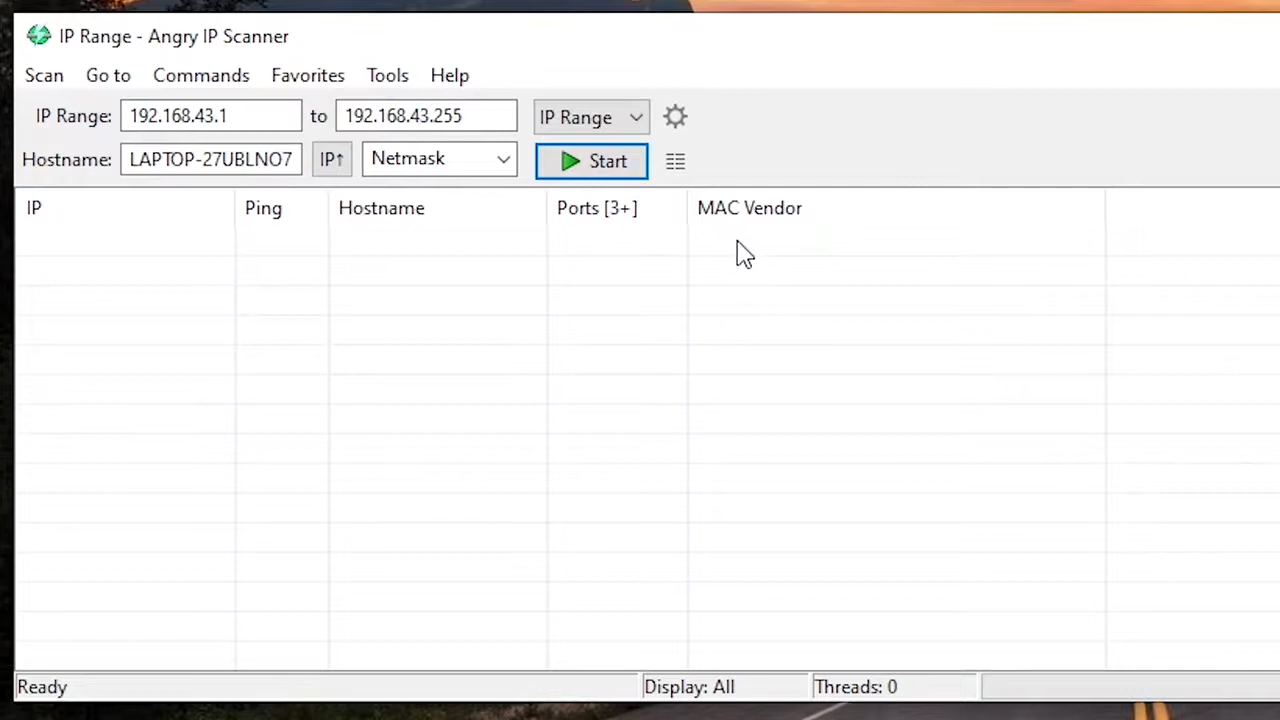 IP Range - Angry IP Scanner
Scan Go to Commands Favorites Tools Help
IP Range: 192.168.43.1 to 192.168.43.255 IP Range
Hostname: LAPTOP-27UBLNO7 IP↑ Netmask Start
IP Ping Hostname Ports [3+] MAC Vendor
Ready Display: All Threads: 0